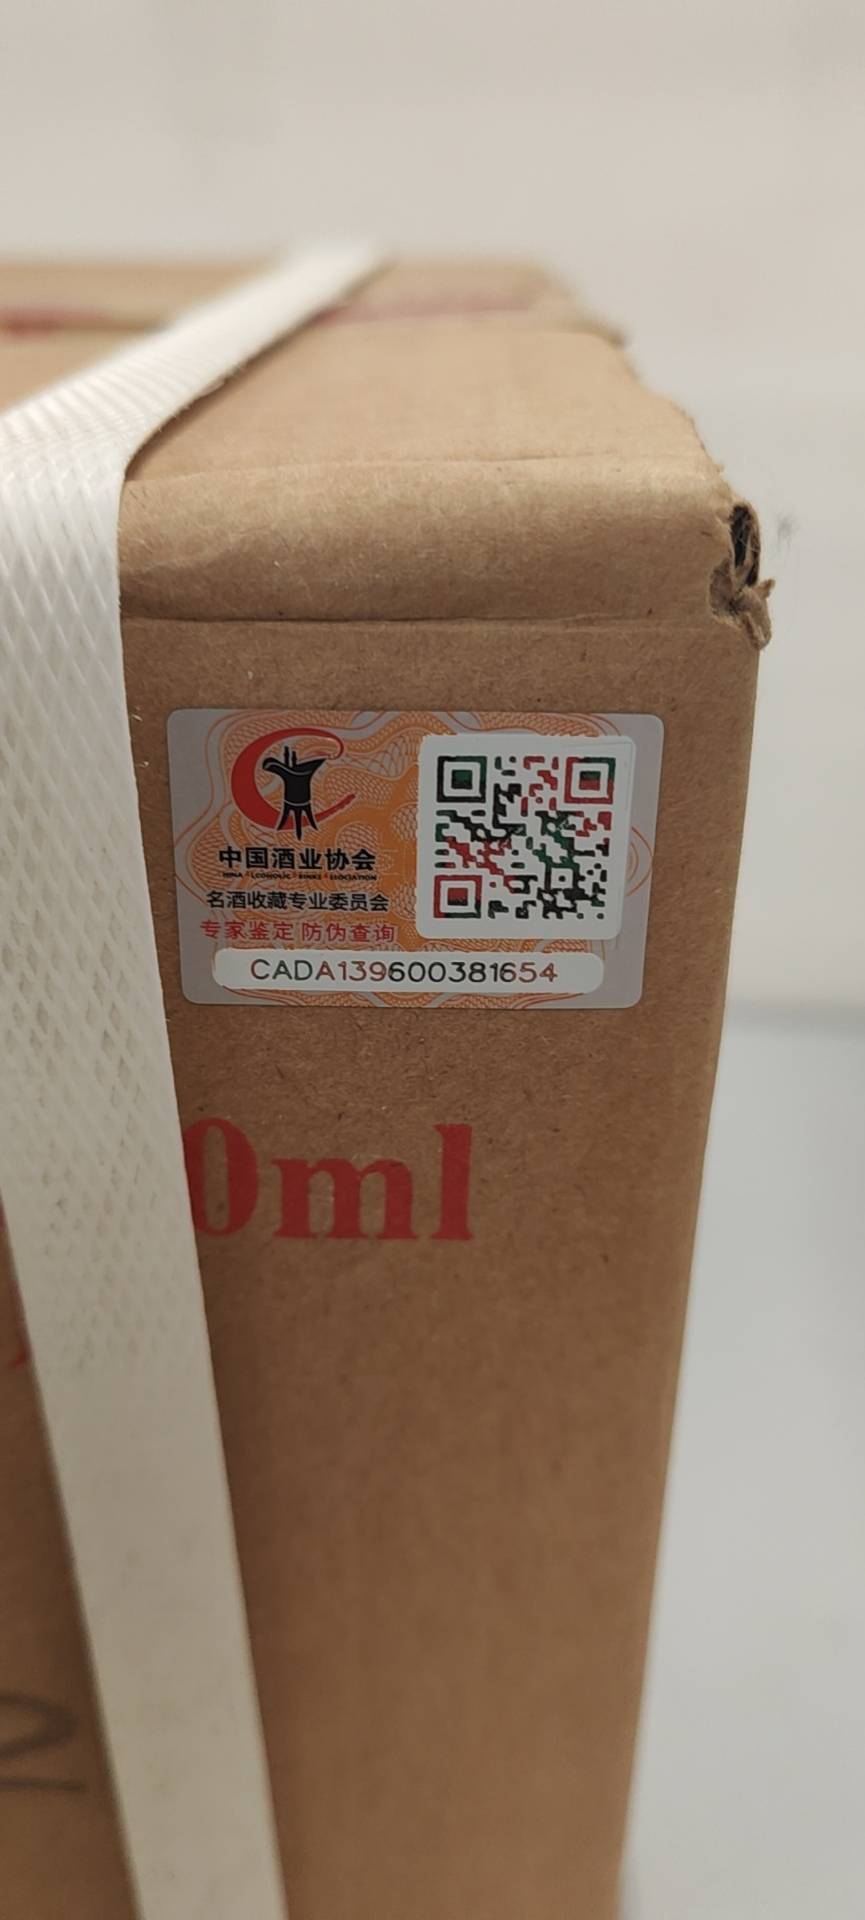 中国酒业协会
名酒收藏专业委员会
专家鉴定 防伪查询
CADA139600381654
0ml